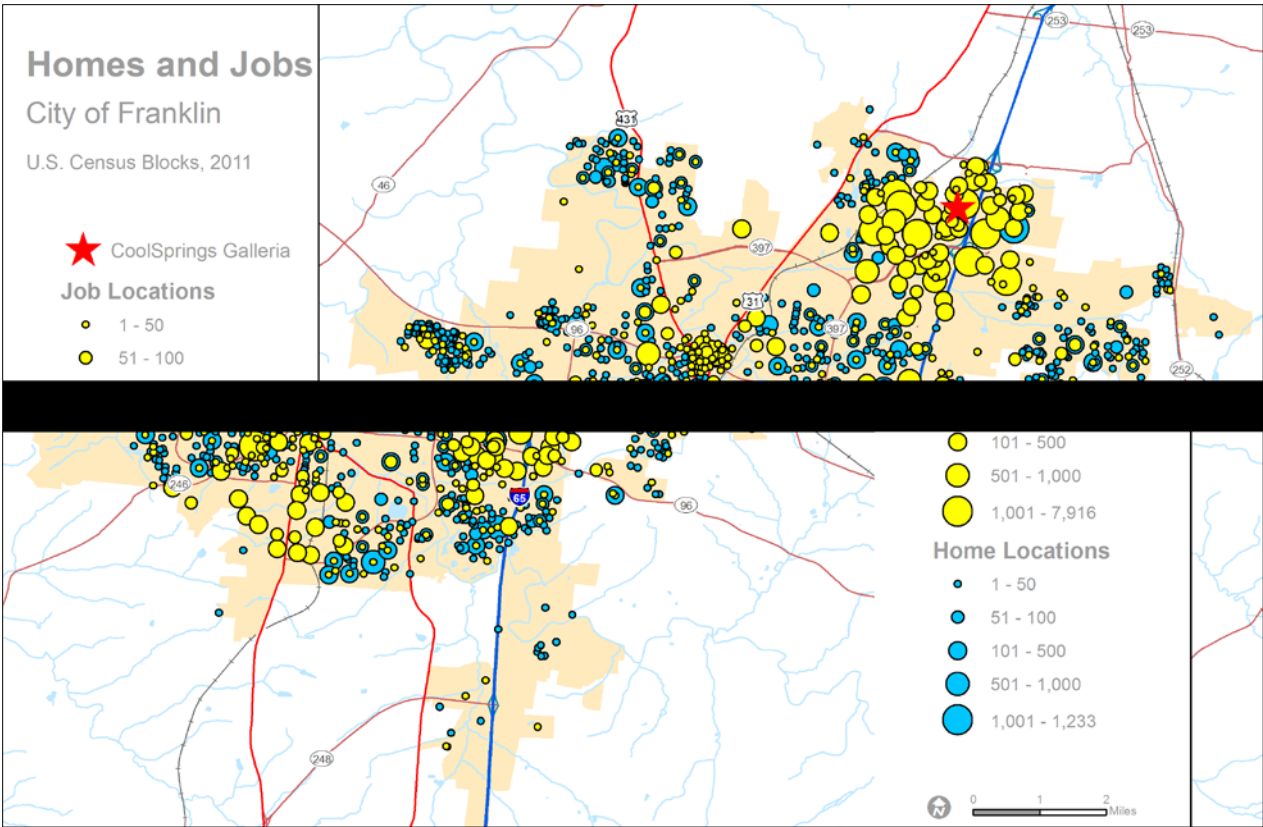 Homes and Jobs
City of Franklin
U.S. Census Blocks, 2011
CoolSprings Galleria
Job Locations
1 - 50
51 - 100
253
253
431
46
397
31
96
397
252
101 - 500
501 - 1,000
1,001 - 7,916
Home Locations
1 - 50
51 - 100
101 - 500
501 - 1,000
1,001 - 1,233
246
65
96
248
N
0 1 2
Miles